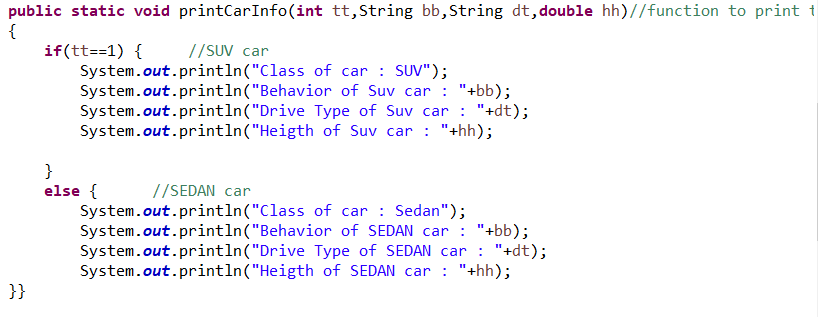 public static void printCarInfo(int tt,String bb,String dt,double hh)//function to print
{
if(tt==1) { //SUV car
System.out.println("Class of car : SUV");
System.out.println("Behavior of Suv car : "+bb);
System.out.println("Drive Type of Suv car : "+dt);
System.out.println("Heigth of Suv car : "+hh);
}
else { //SEDAN car
System.out.println("Class of car : Sedan");
System.out.println("Behavior of SEDAN car : "+bb);
System.out.println("Drive Type of SEDAN car : "+dt);
System.out.println("Heigth of SEDAN car : "+hh);
}}